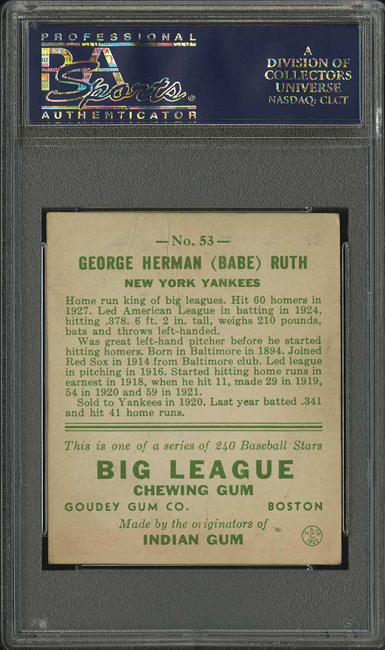 PROFESSIONAL
PSA
Sports
AUTHENTICATOR
A
DIVISION OF
COLLECTORS
UNIVERSE
NASDAQ: CLCT
— No. 53 —
GEORGE HERMAN (BABE) RUTH
NEW YORK YANKEES
Home run king of big leagues. Hit 60 homers in
1927. Led American League in batting in 1924,
hitting .378. 6 ft. 2 in. tall, weighs 210 pounds,
bats and throws left-handed.
Was great left-hand pitcher before he started
hitting homers. Born in Baltimore in 1894. Joined
Red Sox in 1914 from Baltimore club. Led league
in pitching in 1916. Started hitting home runs in
earnest in 1918, when he hit 11, made 29 in 1919,
54 in 1920 and 59 in 1921.
Sold to Yankees in 1920. Last year batted .341
and hit 41 home runs.
This is one of a series of 240 Baseball Stars
BIG LEAGUE
CHEWING GUM
GOUDEY GUM CO. BOSTON
Made by the originators of
INDIAN GUM